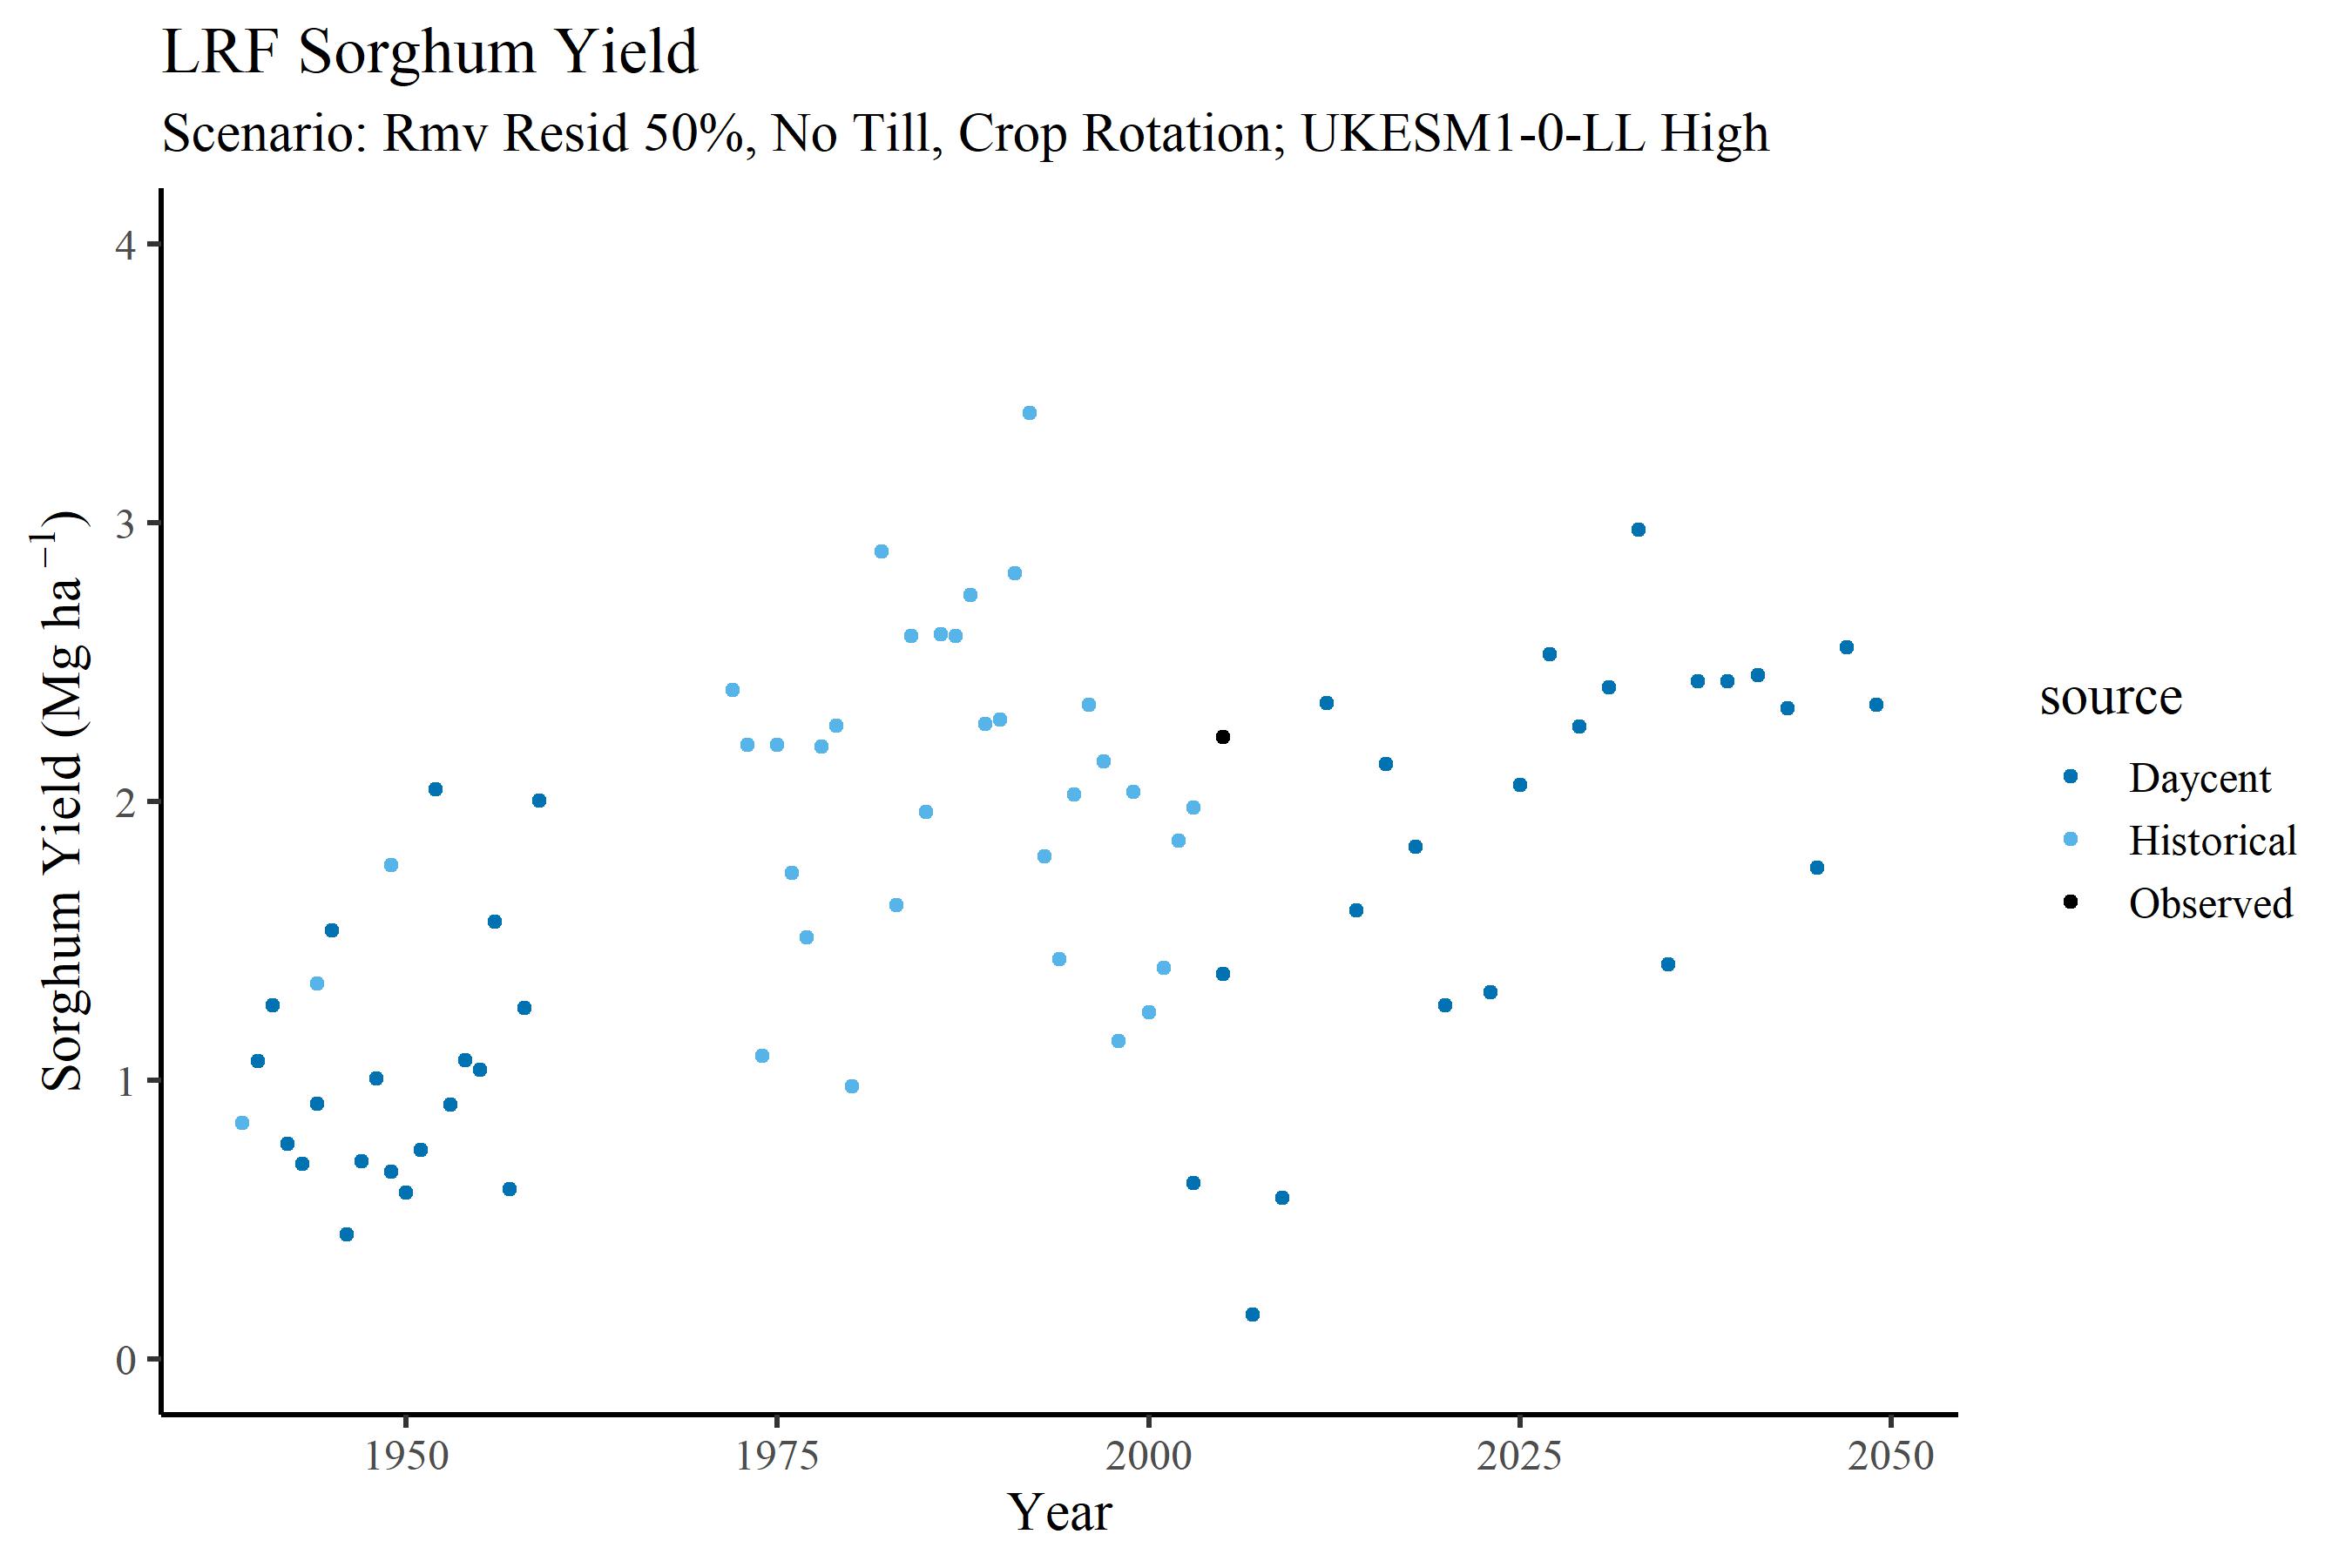 LRF Sorghum Yield
Scenario: Rmv Resid 50%, No Till, Crop Rotation; UKESM1-0-LL High
Sorghum Yield (Mg ha⁻¹)
4
3
2
1
0
1950 1975 2000 2025 2050
Year
source
Daycent
Historical
Observed